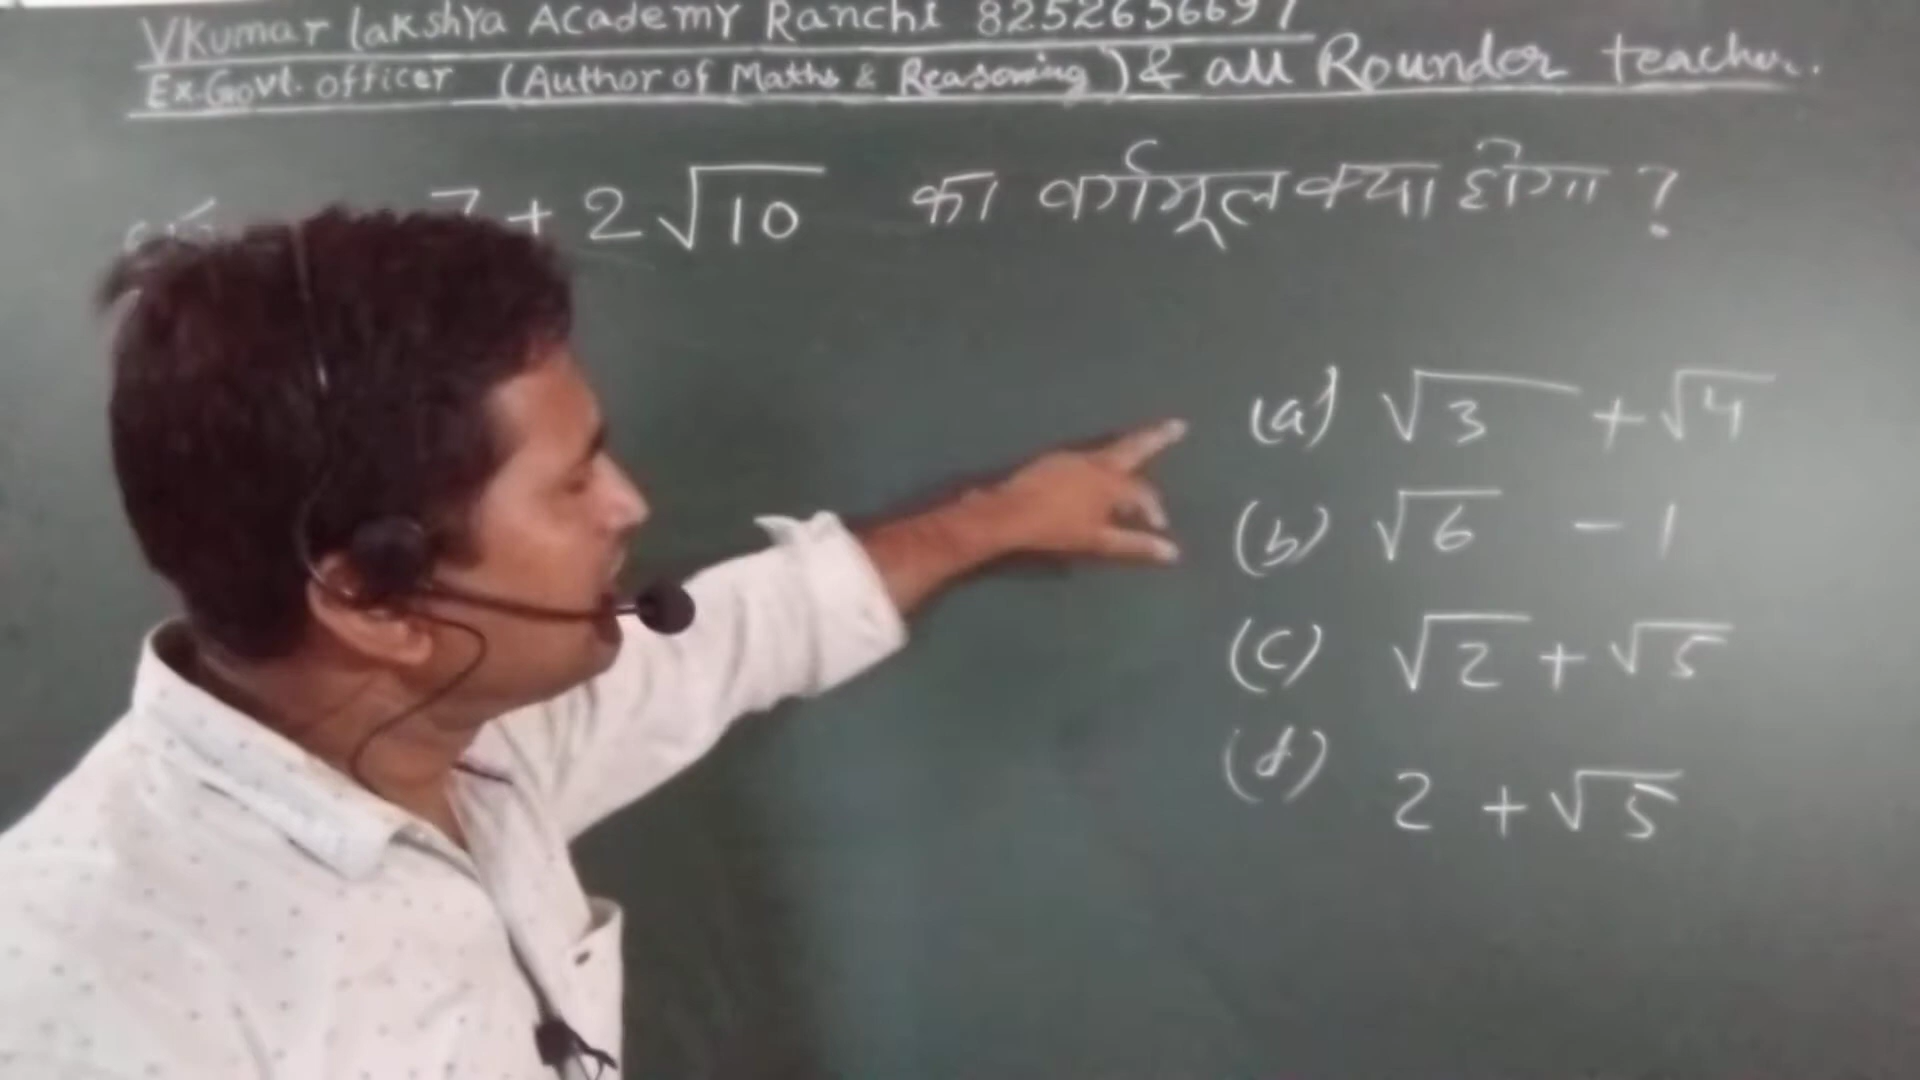 VKumar Lakshya Academy Ranchi 8252656697
Ex.Govt. officer (Author of Maths & Reasoning) & all Rounder teacher.
7 + 2√10 का वर्गमूल क्या होगा ?
(a) √3 + √4
(b) √6 - 1
(c) √2 + √5
(d) 2 + √5